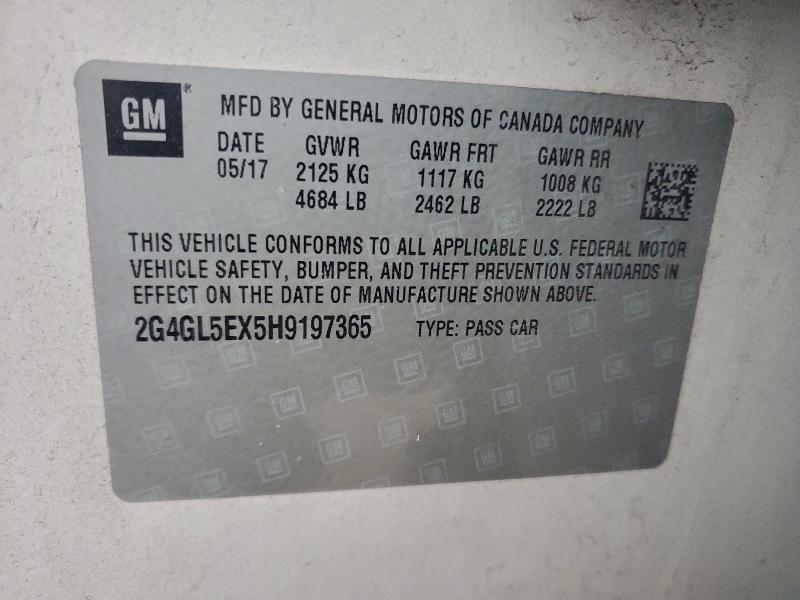 GM ® MFD BY GENERAL MOTORS OF CANADA COMPANY
DATE GVWR GAWR FRT GAWR RR
05/17 2125 KG 1117 KG 1008 KG
4684 LB 2462 LB 2222 LB
THIS VEHICLE CONFORMS TO ALL APPLICABLE U.S. FEDERAL MOTOR
VEHICLE SAFETY, BUMPER, AND THEFT PREVENTION STANDARDS IN
EFFECT ON THE DATE OF MANUFACTURE SHOWN ABOVE.
2G4GL5EX5H9197365 TYPE: PASS CAR